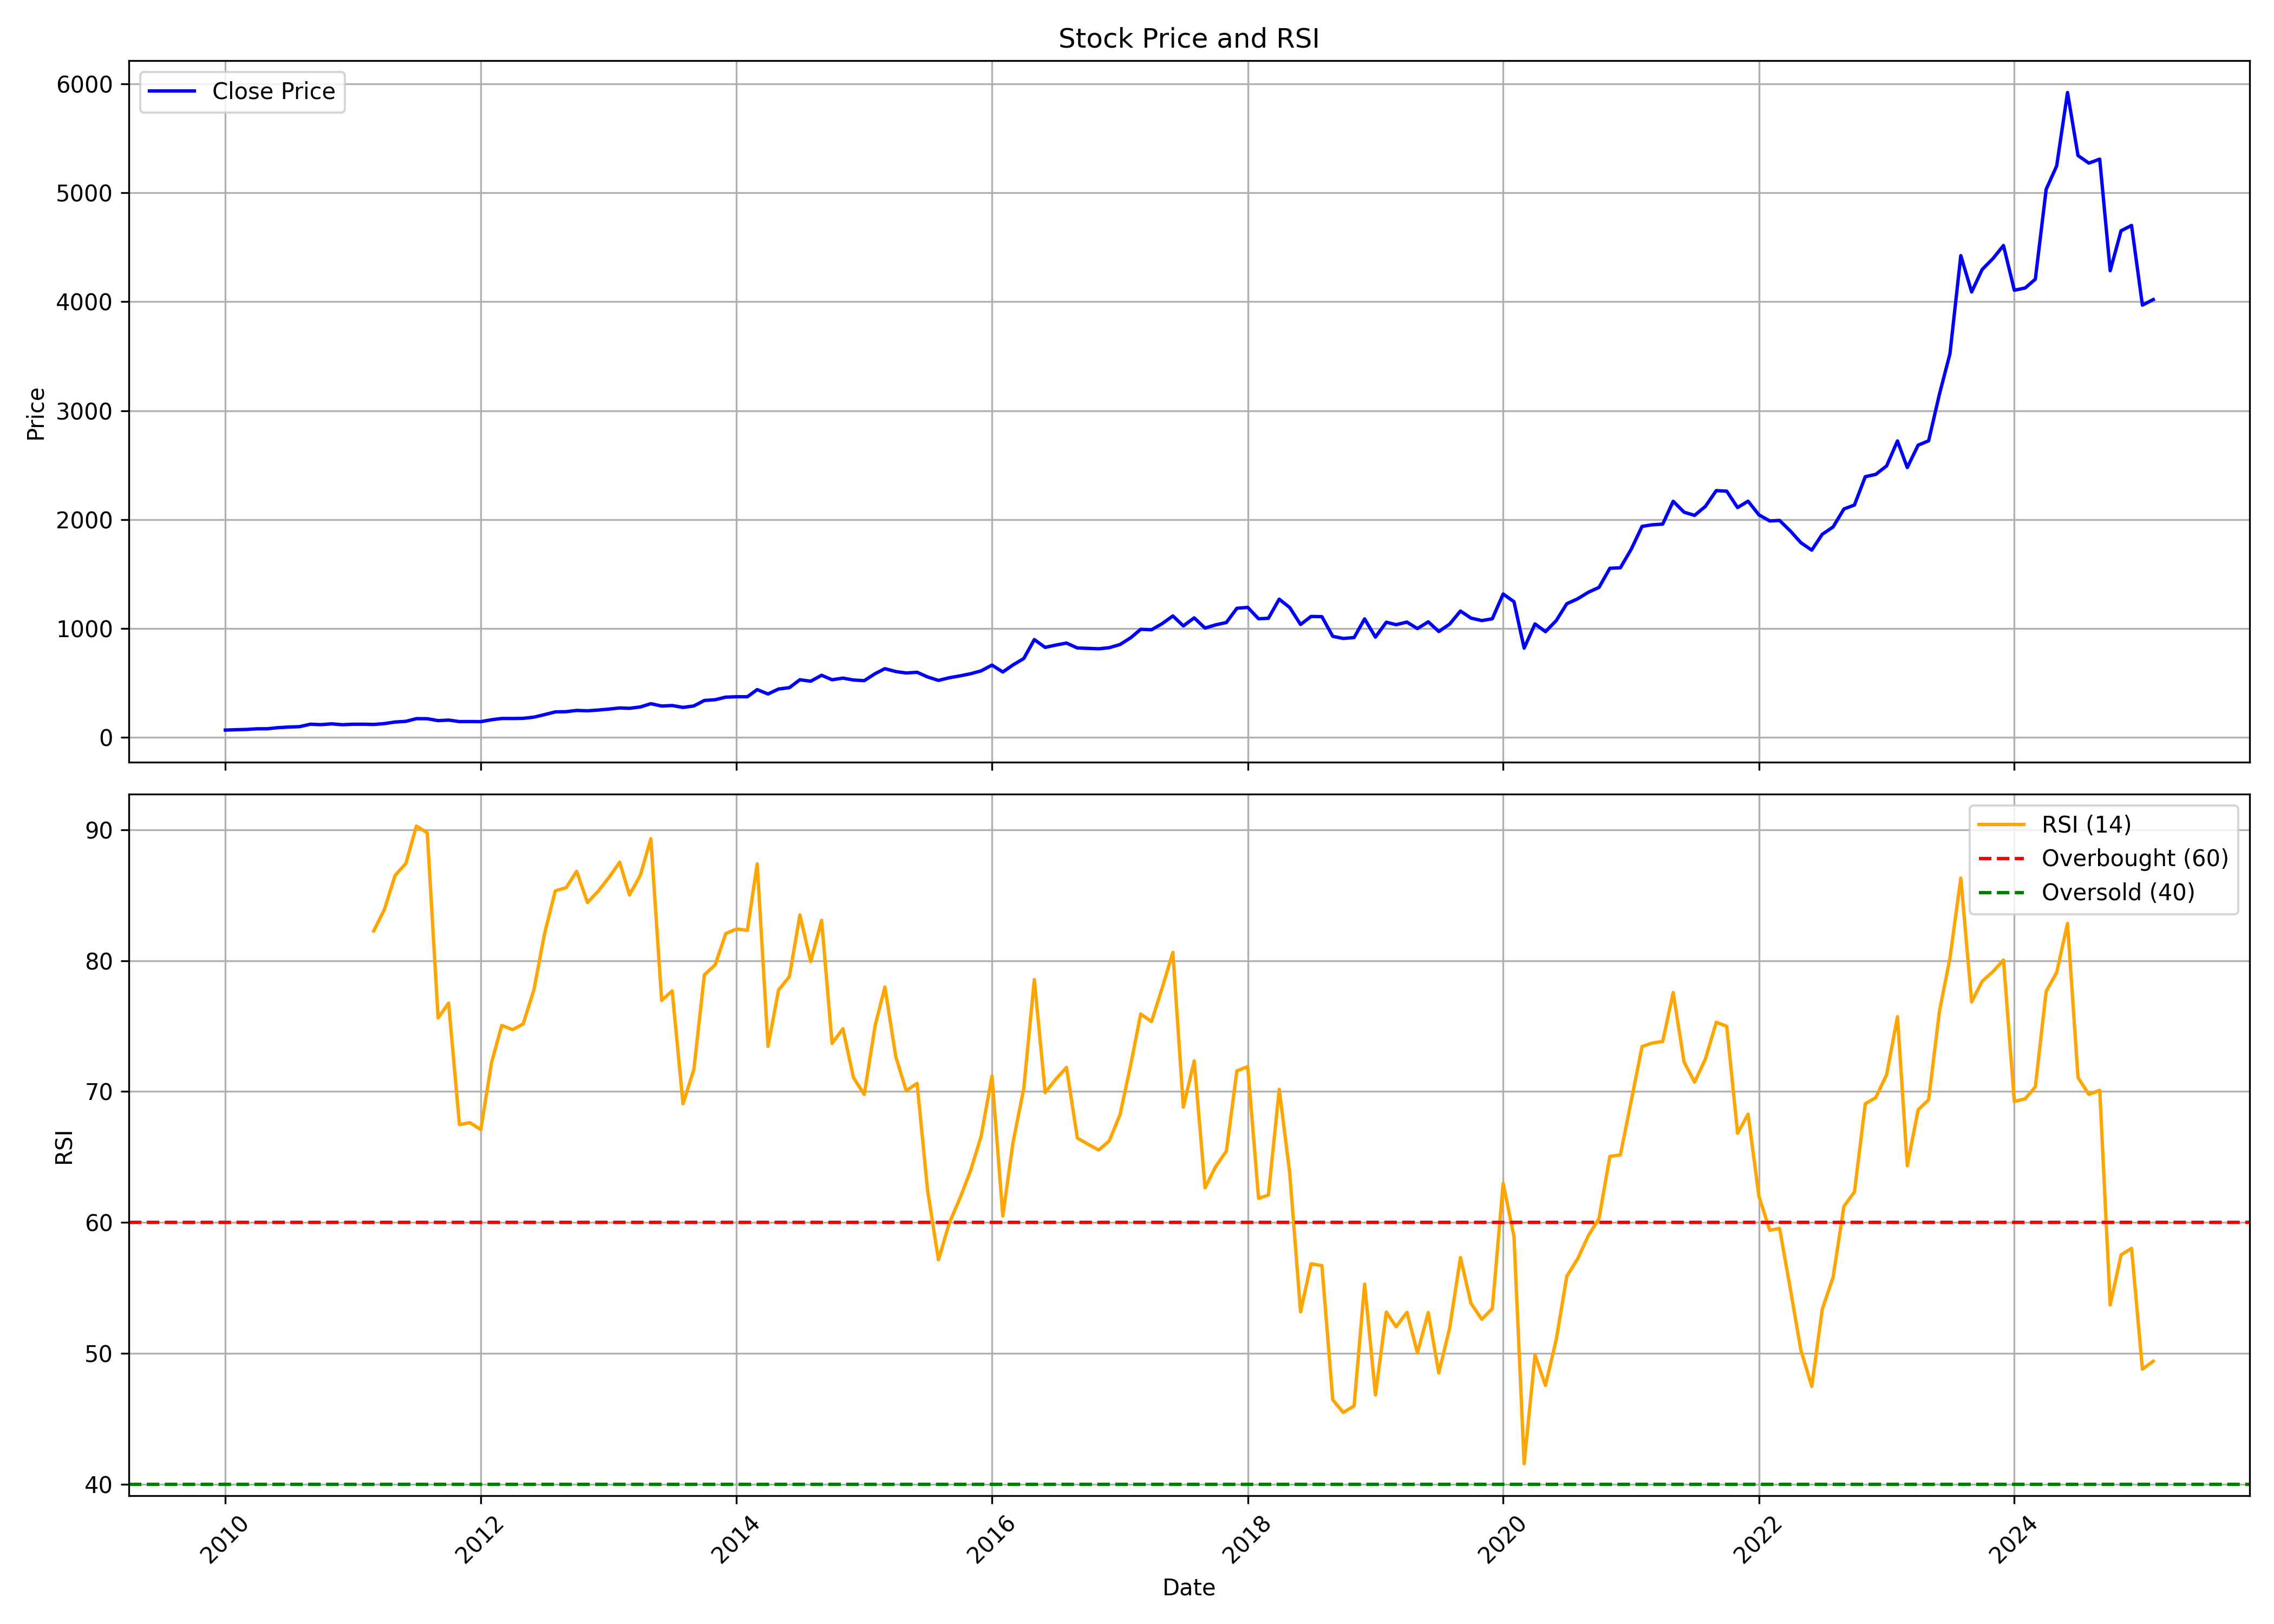 Stock Price and RSI
Close Price
6000
5000
4000
3000
2000
1000
0
Price
RSI (14)
Overbought (60)
Oversold (40)
90
80
70
60
50
40
RSI
2010
2012
2014
2016
2018
2020
2022
2024
Date